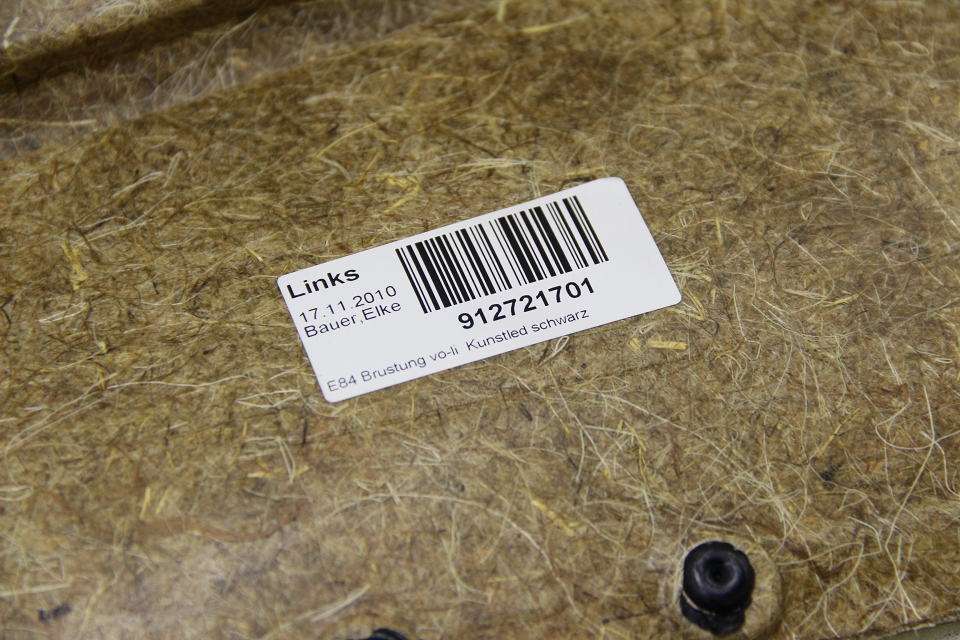 Links
17.11.2010
Bauer,Elke
912721701
E84 Brustung vo-li Kunstled schwarz